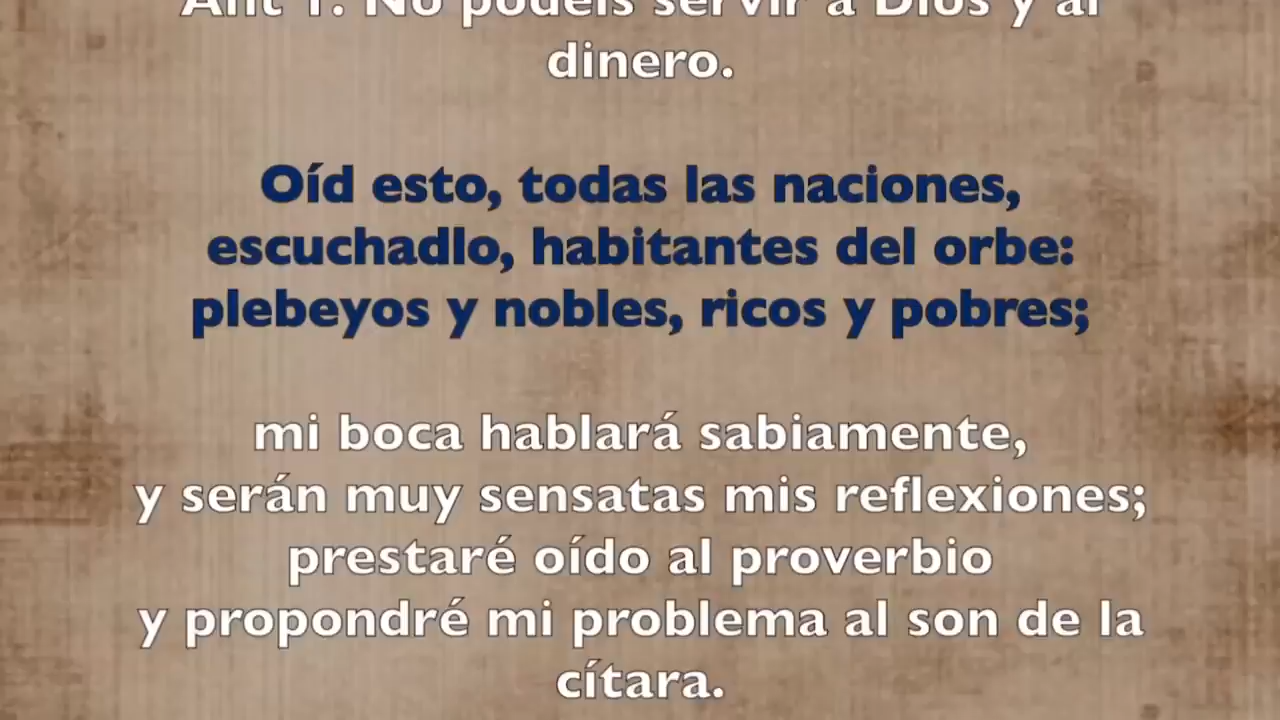 Ant 1. No podéis servir a Dios y al
dinero.
Oíd esto, todas las naciones,
escuchadlo, habitantes del orbe:
plebeyos y nobles, ricos y pobres;
mi boca hablará sabiamente,
y serán muy sensatas mis reflexiones;
prestaré oído al proverbio
y propondré mi problema al son de la
cítara.